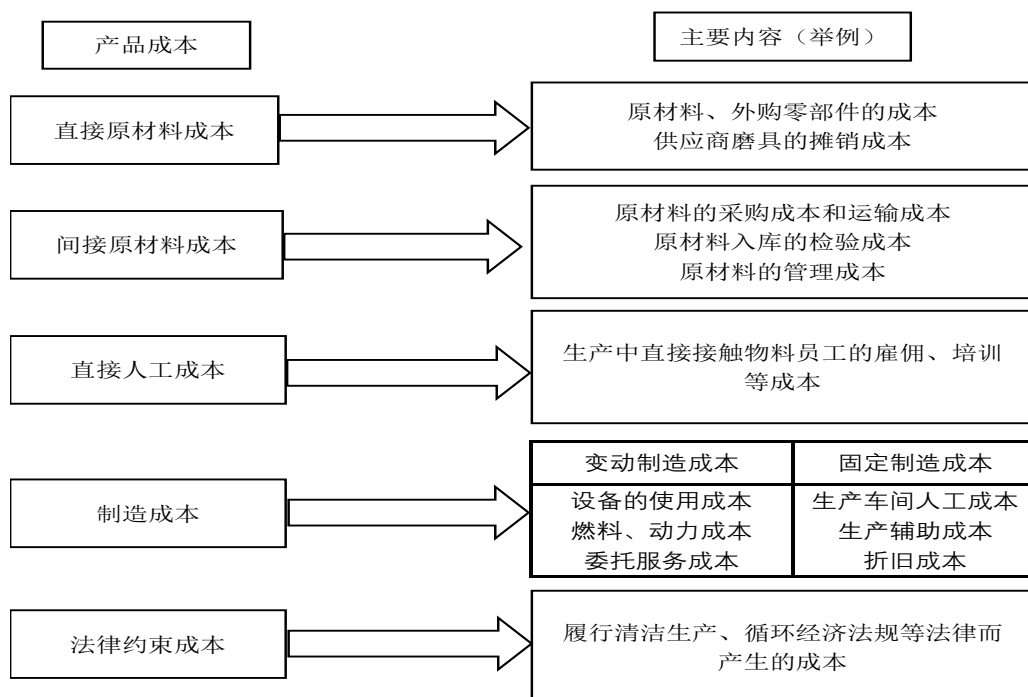 产品成本
主要内容（举例）
直接原材料成本
原材料、外购零部件的成本
供应商磨具的摊销成本
间接原材料成本
原材料的采购成本和运输成本
原材料入库的检验成本
原材料的管理成本
直接人工成本
生产中直接接触物料员工的雇佣、培训
等成本
制造成本
变动制造成本
固定制造成本
设备的使用成本
燃料、动力成本
委托服务成本
生产车间人工成本
生产辅助成本
折旧成本
法律约束成本
履行清洁生产、循环经济法规等法律而
产生的成本